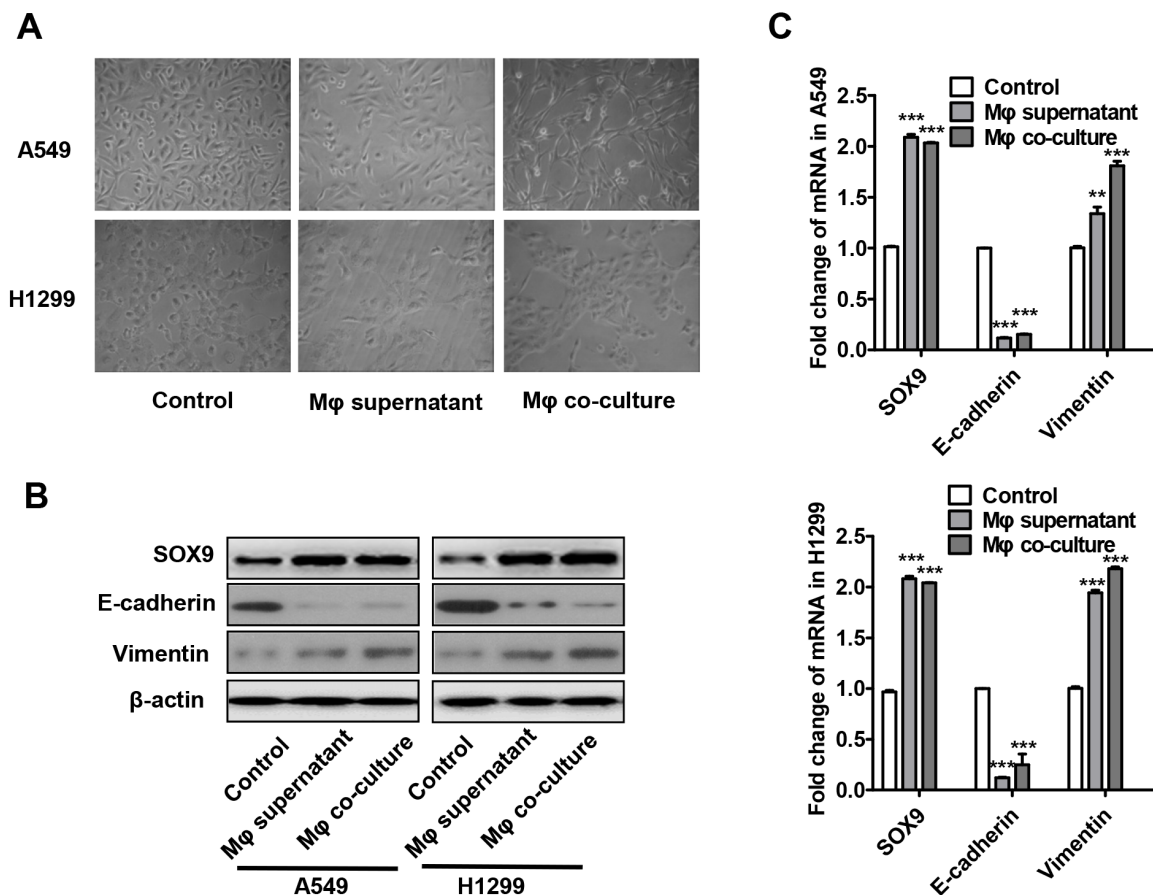 A
A549
H1299
Control
Mφ supernatant
Mφ co-culture
B
SOX9
E-cadherin
Vimentin
β-actin
Control
Mφ supernatant
Mφ co-culture
Control
Mφ supernatant
Mφ co-culture
A549
H1299
C
Control
Mφ supernatant
Mφ co-culture
Fold change of mRNA in A549
2.5
2.0
1.5
1.0
0.5
0.0
***
***
***
***
**
***
SOX9
E-cadherin
Vimentin
Control
Mφ supernatant
Mφ co-culture
Fold change of mRNA in H1299
2.5
2.0
1.5
1.0
0.5
0.0
***
***
***
***
***
***
SOX9
E-cadherin
Vimentin